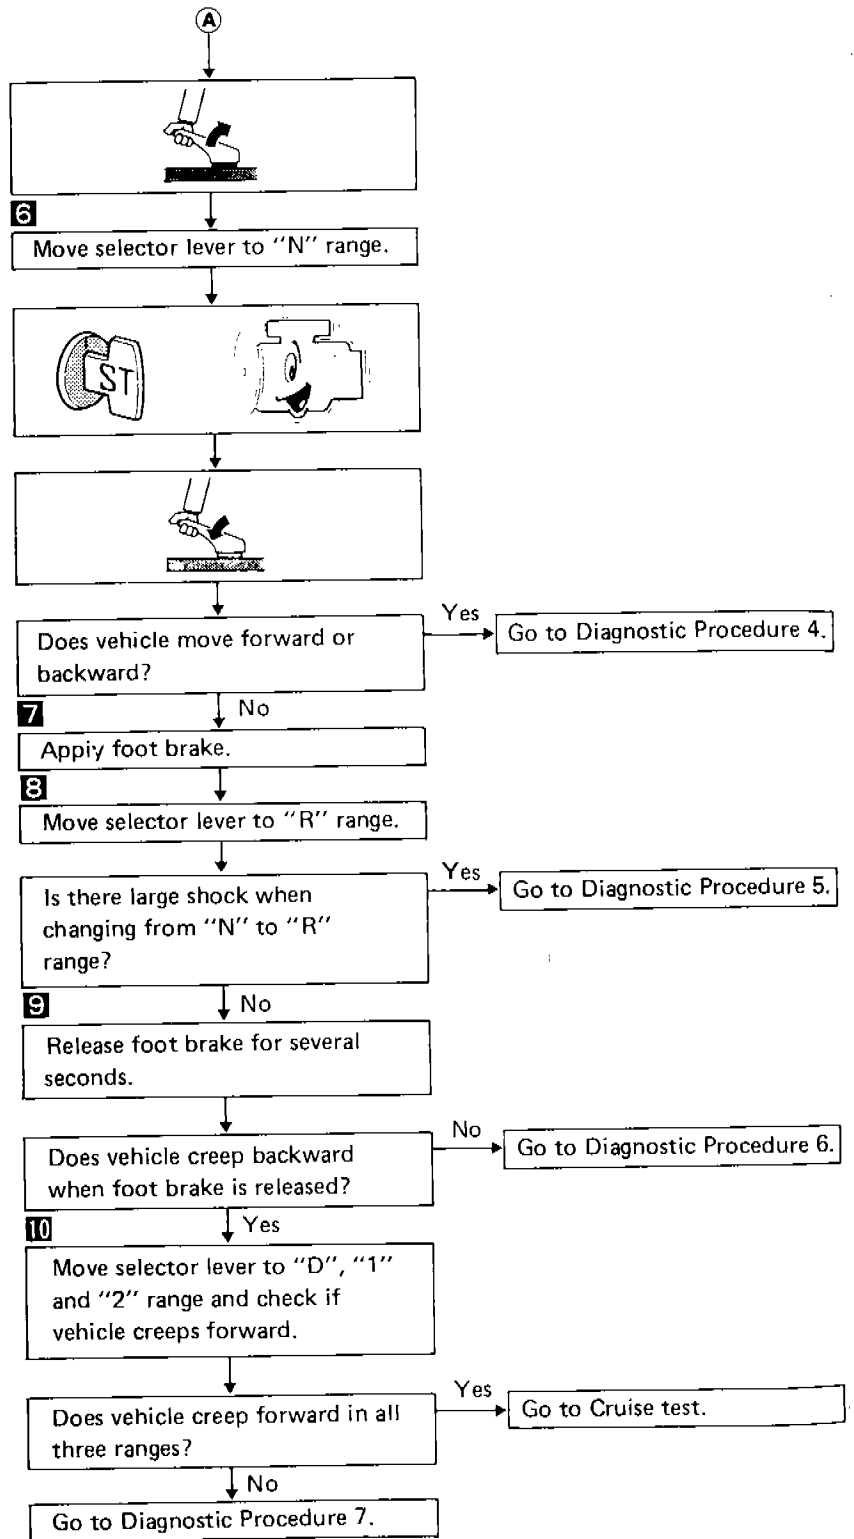 A
6
Move selector lever to “N” range.
ST
Does vehicle move forward or
backward?
Yes
Go to Diagnostic Procedure 4.
7
No
Appiy foot brake.
8
Move selector lever to “R” range.
Is there large shock when
changing from “N” to “R”
range?
Yes
Go to Diagnostic Procedure 5.
9
No
Release foot brake for several
seconds.
Does vehicle creep backward
when foot brake is released?
No
Go to Diagnostic Procedure 6.
10
Yes
Move selector lever to “D”, “1”
and “2” range and check if
vehicle creeps forward.
Does vehicle creep forward in all
three ranges?
Yes
Go to Cruise test.
No
Go to Diagnostic Procedure 7.